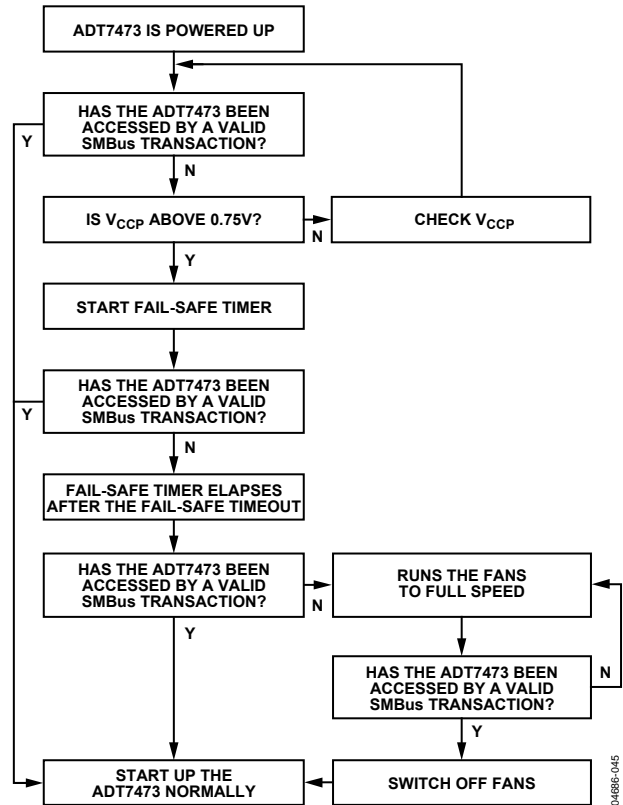 ADT7473 IS POWERED UP
HAS THE ADT7473 BEEN
ACCESSED BY A VALID
SMBus TRANSACTION?
Y
N
IS VCCP ABOVE 0.75V?
N
CHECK VCCP
Y
START FAIL-SAFE TIMER
HAS THE ADT7473 BEEN
ACCESSED BY A VALID
SMBus TRANSACTION?
Y
N
FAIL-SAFE TIMER ELAPSES
AFTER THE FAIL-SAFE TIMEOUT
HAS THE ADT7473 BEEN
ACCESSED BY A VALID
SMBus TRANSACTION?
N
Y
RUNS THE FANS
TO FULL SPEED
HAS THE ADT7473 BEEN
ACCESSED BY A VALID
SMBus TRANSACTION?
N
Y
START UP THE
ADT7473 NORMALLY
SWITCH OFF FANS
04686-045